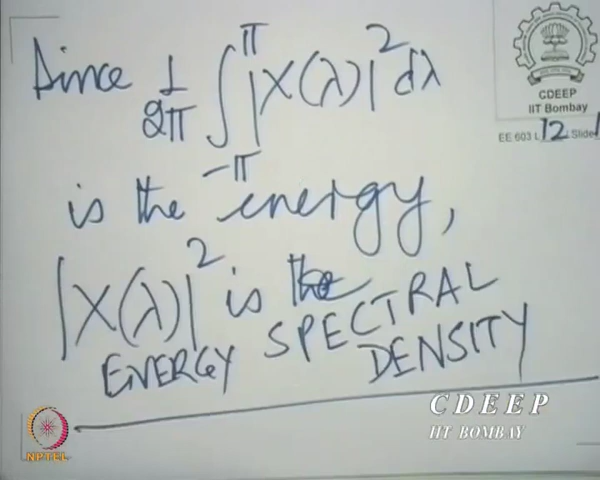 Since 1/2π ∫_{-π}^{π} |X(λ)|² dλ
is the energy,
|X(λ)|² is the
ENERGY SPECTRAL
DENSITY
CDEEP
IIT Bombay
EE 603 L 12 Slide 1
CDEEP
IIT BOMBAY
NPTEL